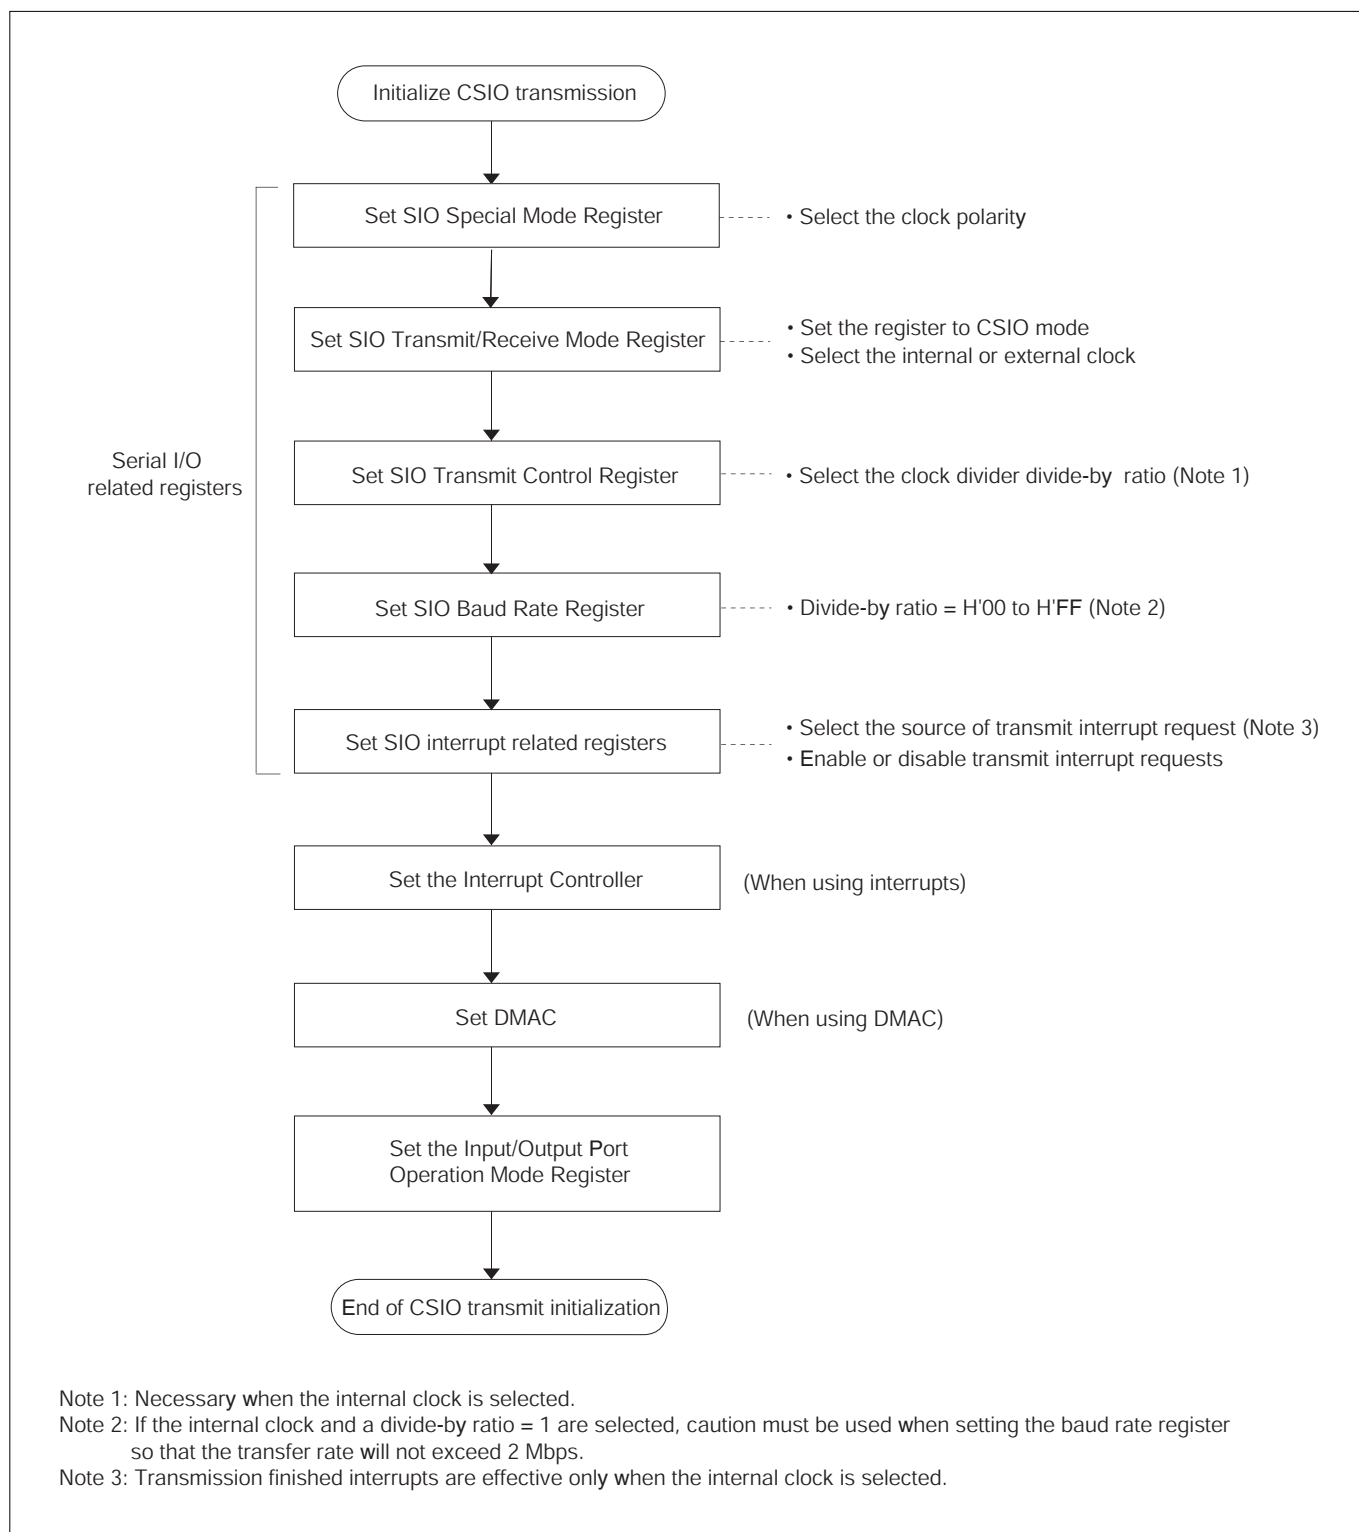 Initialize CSIO transmission
Set SIO Special Mode Register
• Select the clock polarity
Set SIO Transmit/Receive Mode Register
• Set the register to CSIO mode
• Select the internal or external clock
Serial I/O
related registers
Set SIO Transmit Control Register
• Select the clock divider divide-by ratio (Note 1)
Set SIO Baud Rate Register
• Divide-by ratio = H'00 to H'FF (Note 2)
Set SIO interrupt related registers
• Select the source of transmit interrupt request (Note 3)
• Enable or disable transmit interrupt requests
Set the Interrupt Controller
(When using interrupts)
Set DMAC
(When using DMAC)
Set the Input/Output Port
Operation Mode Register
End of CSIO transmit initialization
Note 1: Necessary when the internal clock is selected.
Note 2: If the internal clock and a divide-by ratio = 1 are selected, caution must be used when setting the baud rate register
so that the transfer rate will not exceed 2 Mbps.
Note 3: Transmission finished interrupts are effective only when the internal clock is selected.